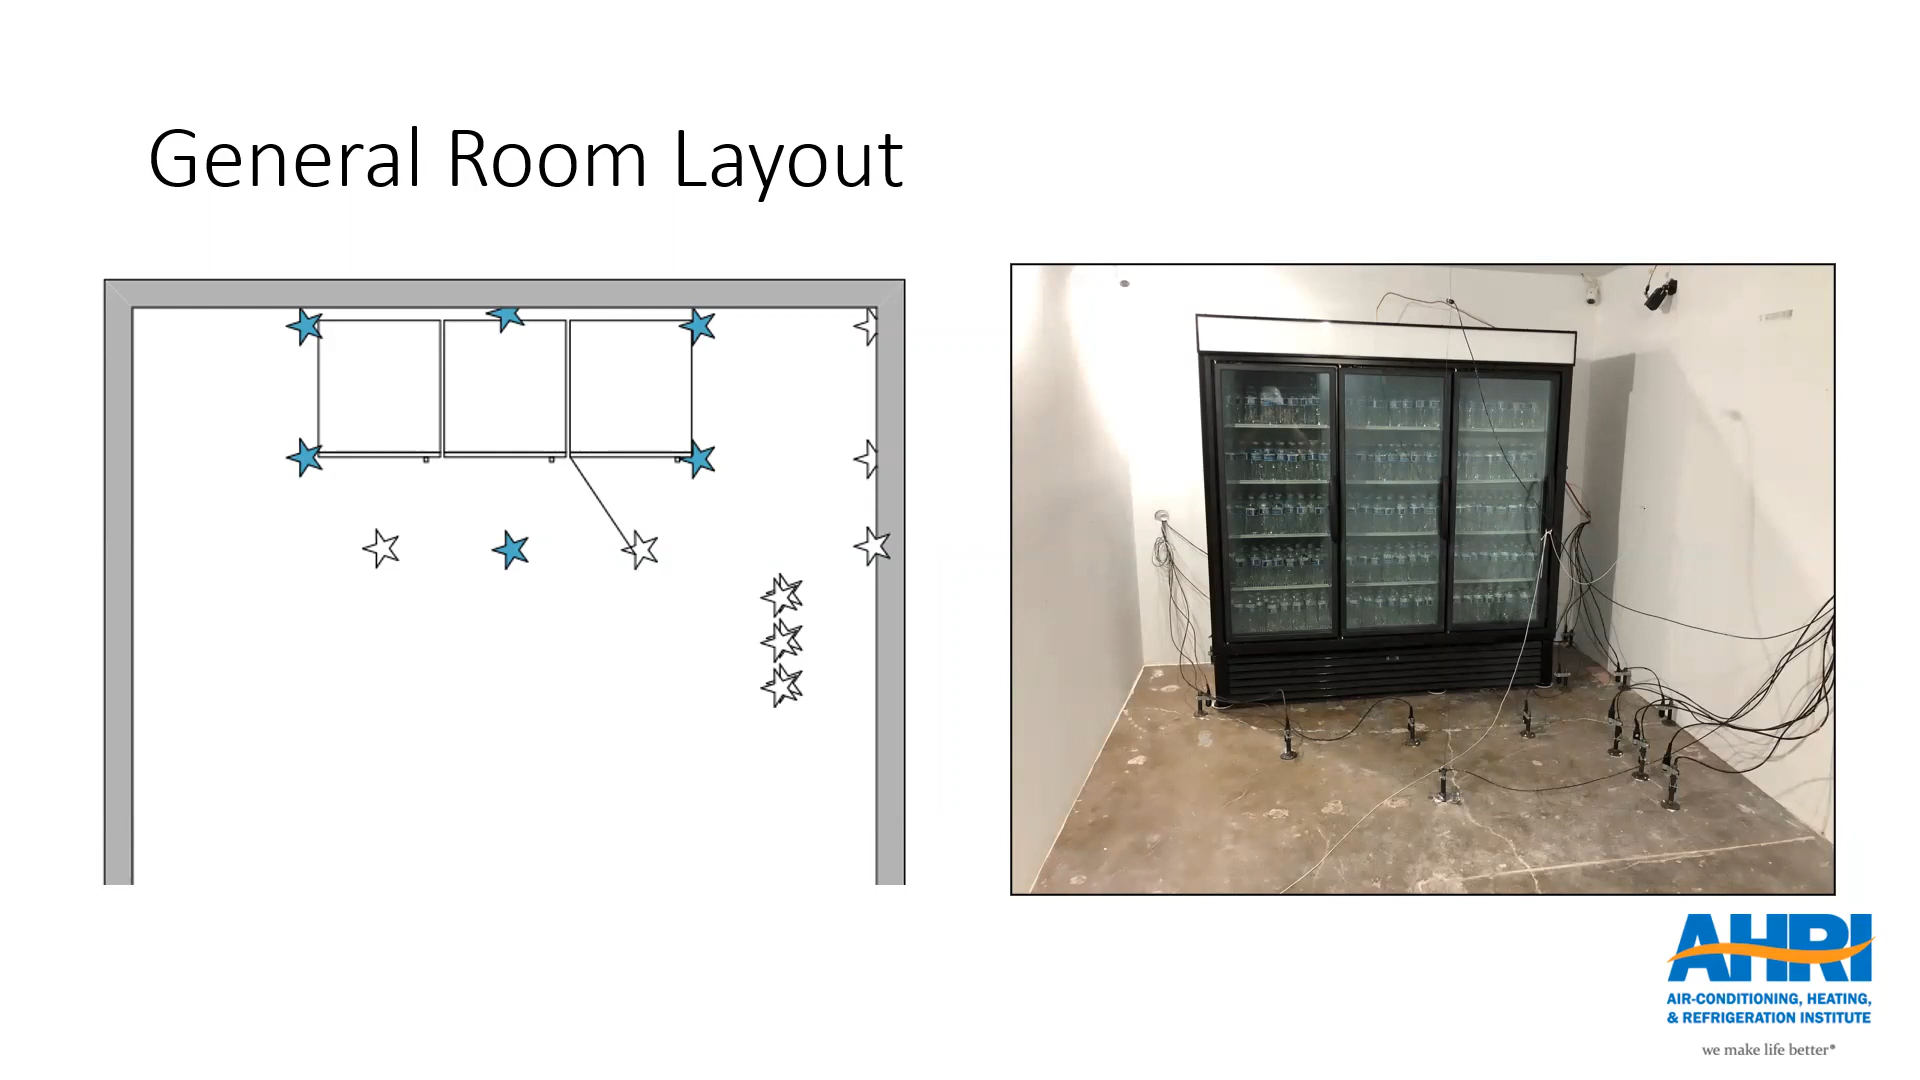 General Room Layout
AHRI
AIR-CONDITIONING, HEATING,
& REFRIGERATION INSTITUTE
we make life better®